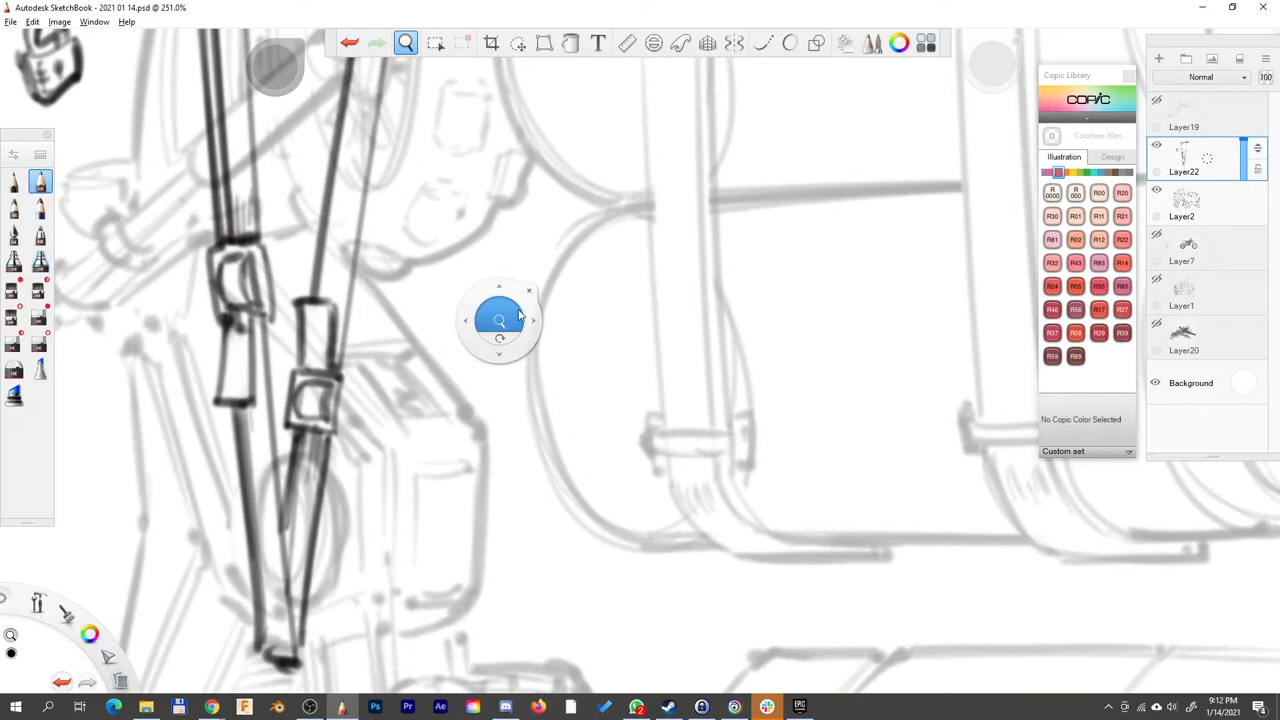 Autodesk SketchBook - 2021 01 14.psd @ 251.0%
File Edit Image Window Help
Copic Library
COPIC
0 Colorless Blen...
Illustration Design
R0000 R000 R00 R20
R30 R01 R11 R21
R81 R02 R12 R22
R32 R43 R83 R14
R24 R05 R35 R85
R46 R56 R17 R27
R37 R08 R29 R39
R59 R89
No Copic Color Selected
Custom set
Normal 100
Layer19
Layer22
Layer2
Layer7
Layer1
Layer20
Background
9:12 PM
1/14/2021